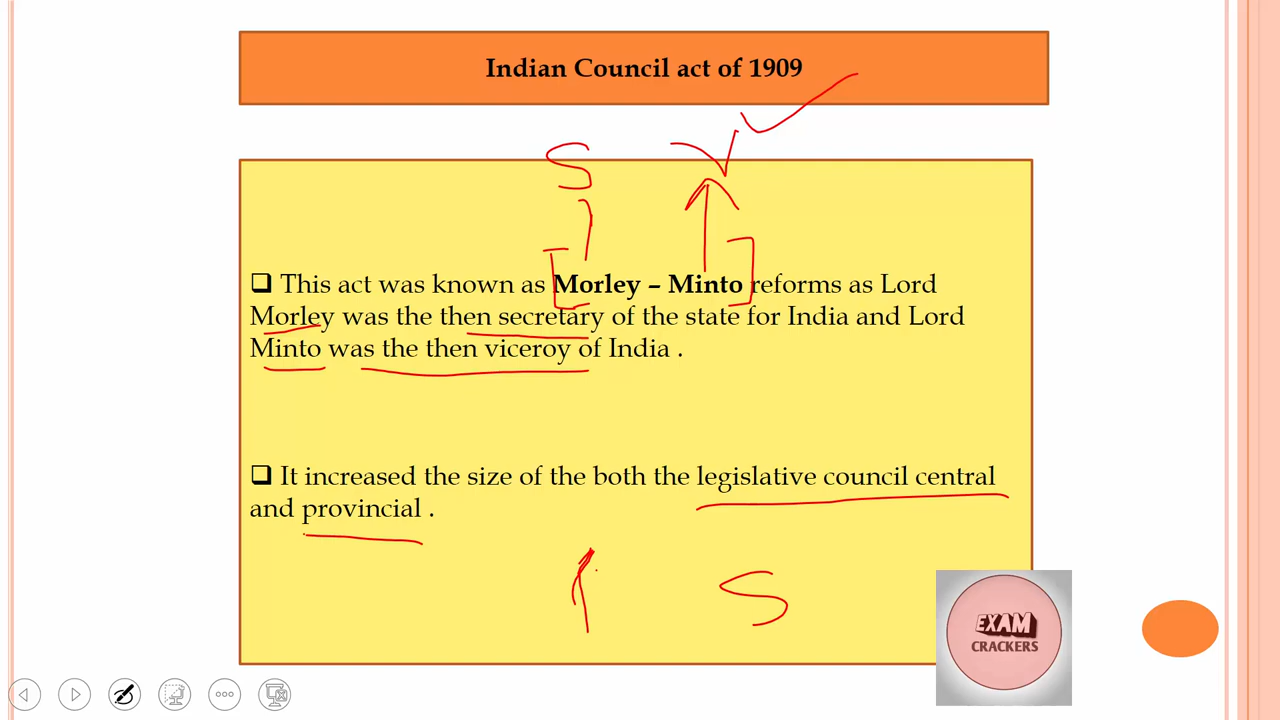 Indian Council act of 1909
S V
❑ This act was known as Morley – Minto reforms as Lord
Morley was the then secretary of the state for India and Lord
Minto was the then viceroy of India .
❑ It increased the size of the both the legislative council central
and provincial .
S
EXAM
CRACKERS